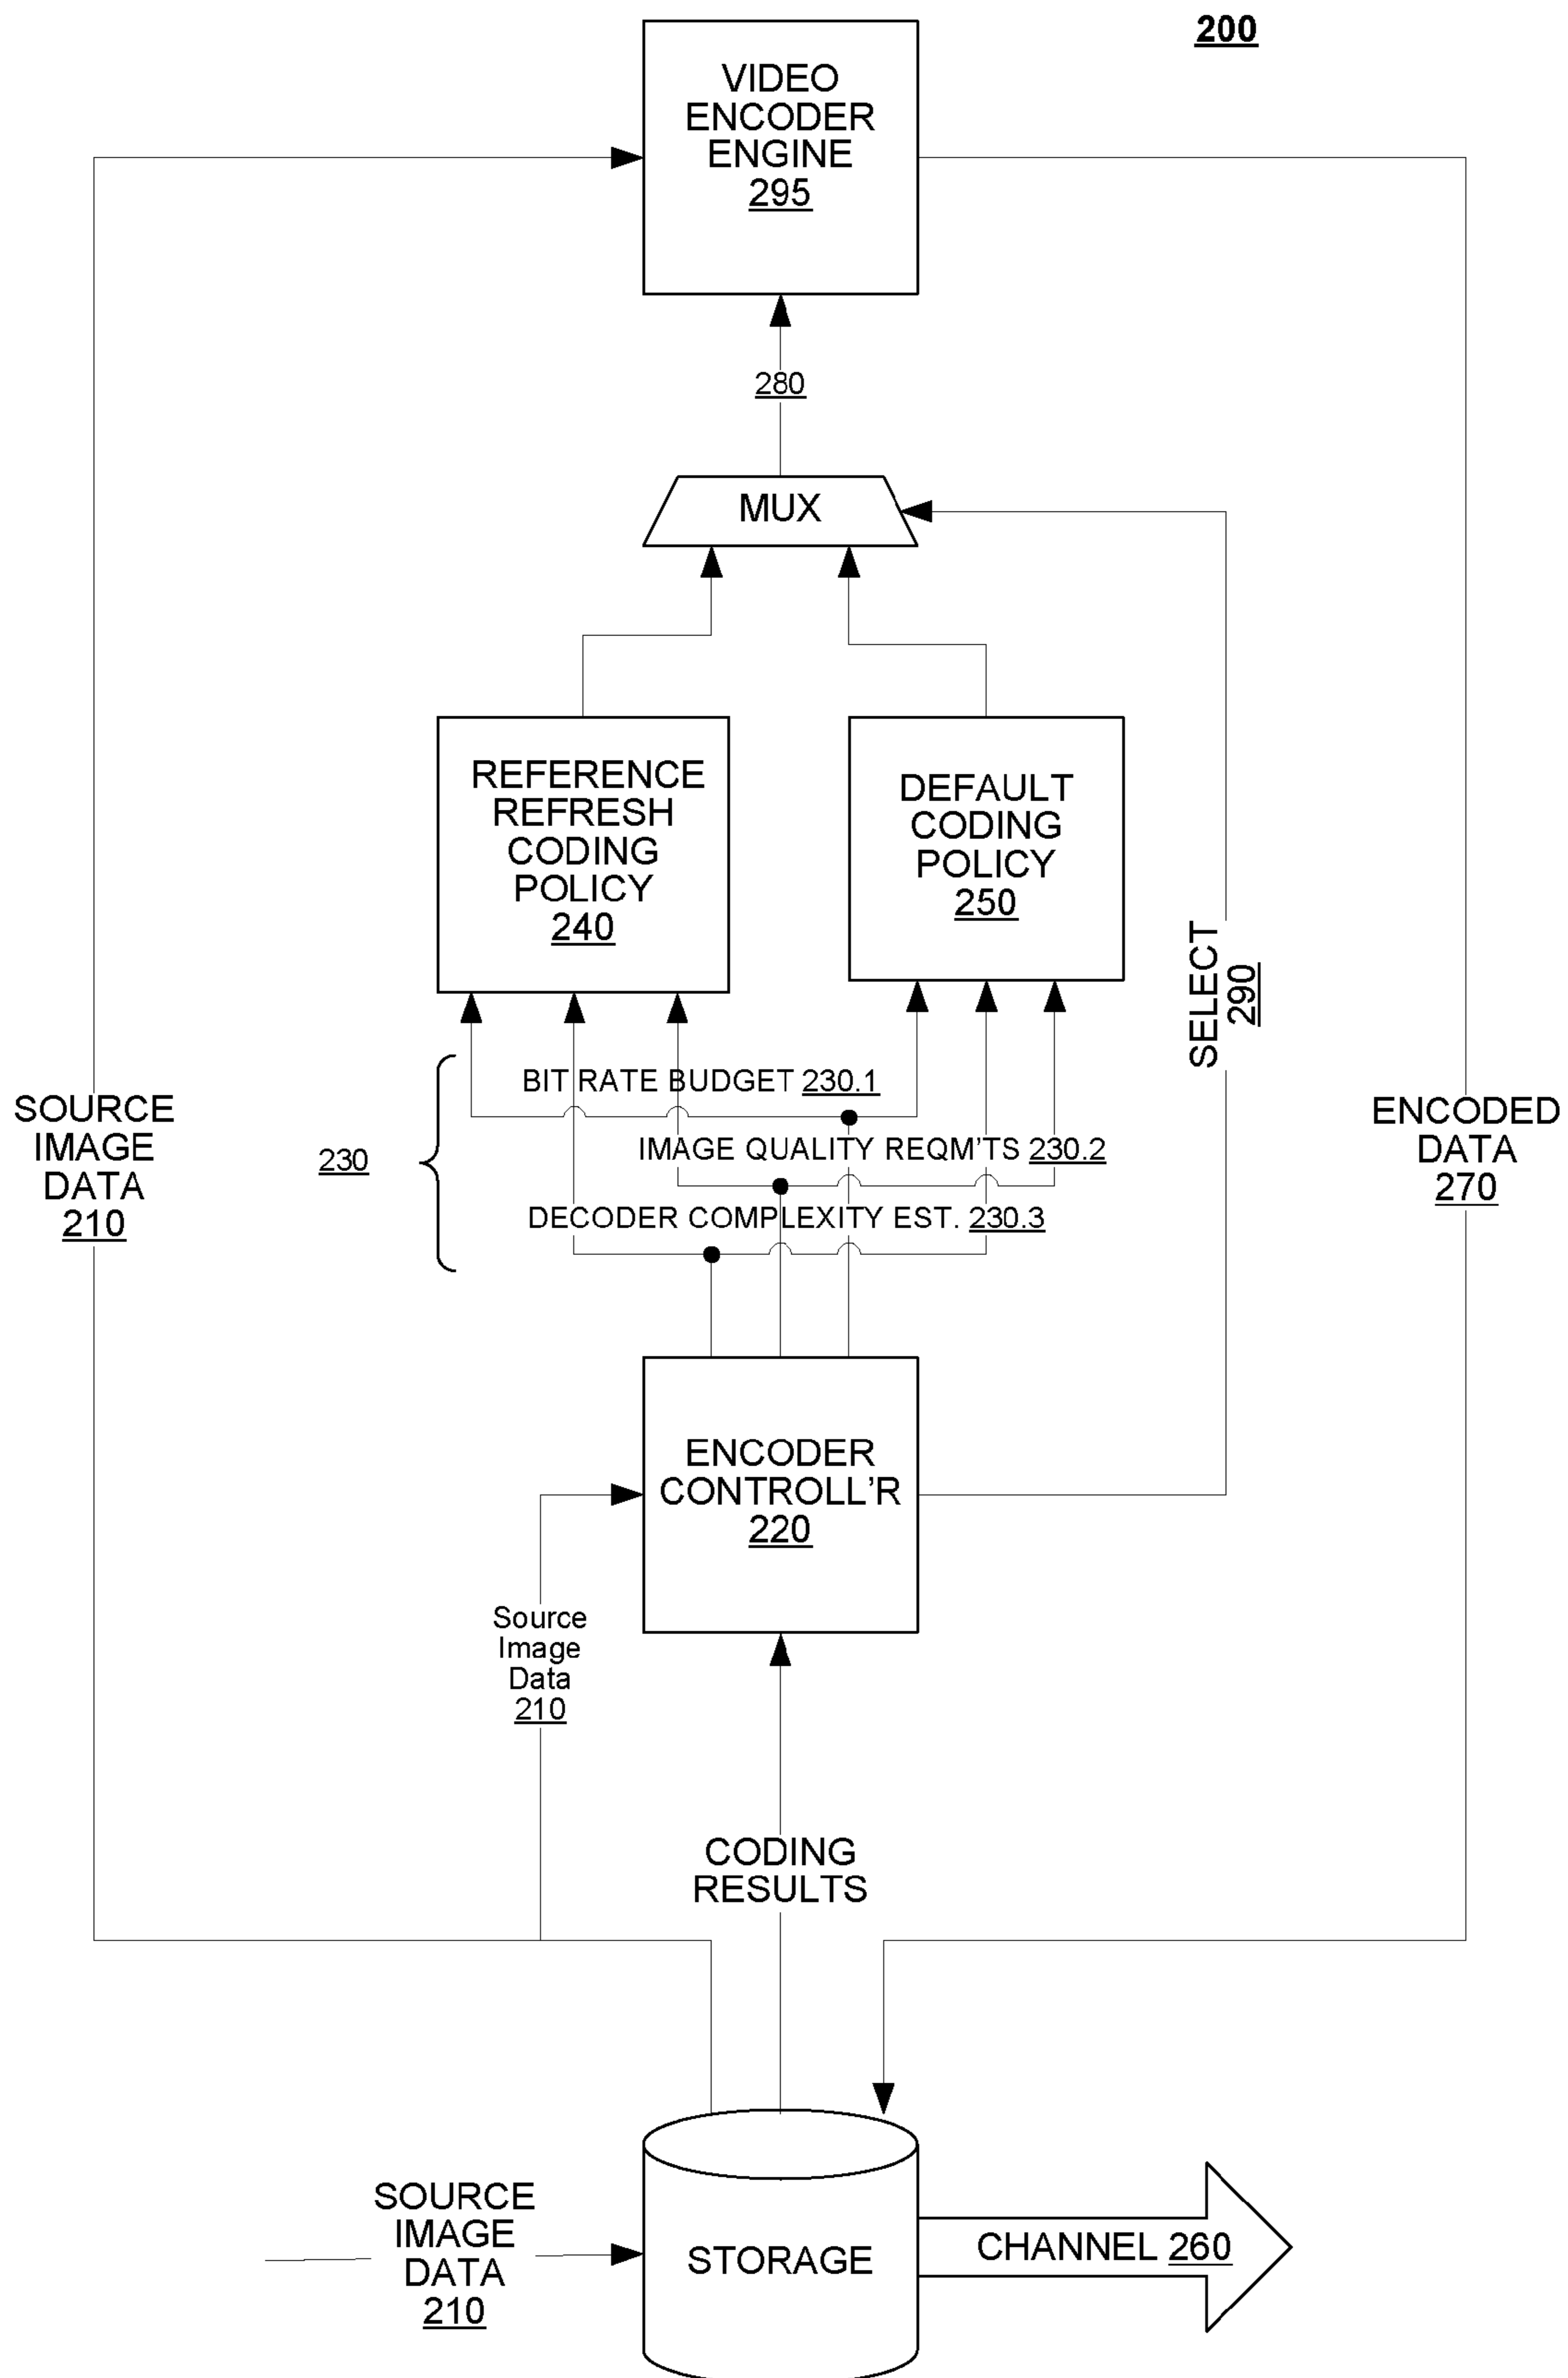 200
VIDEO
ENCODER
ENGINE
295
280
MUX
REFERENCE
REFRESH
CODING
POLICY
240
DEFAULT
CODING
POLICY
250
SELECT
290
BIT RATE BUDGET 230.1
IMAGE QUALITY REQM'TS 230.2
DECODER COMPLEXITY EST. 230.3
230
SOURCE
IMAGE
DATA
210
ENCODED
DATA
270
ENCODER
CONTROLL'R
220
Source
Image
Data
210
CODING
RESULTS
SOURCE
IMAGE
DATA
210
STORAGE
CHANNEL 260